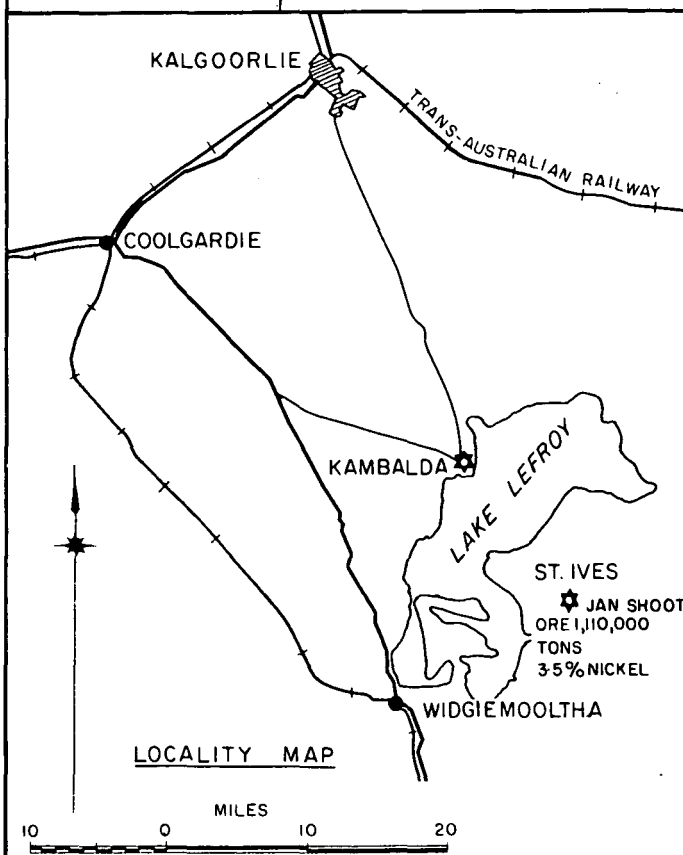 KALGOORLIE
TRANS-AUSTRALIAN RAILWAY
COOLGARDIE
KAMBALDA
LAKE LEFROY
ST. IVES
JAN SHOOT
ORE 1,110,000
TONS
3·5% NICKEL
WIDGIEMOOLTHA
LOCALITY MAP
MILES
10 0 10 20